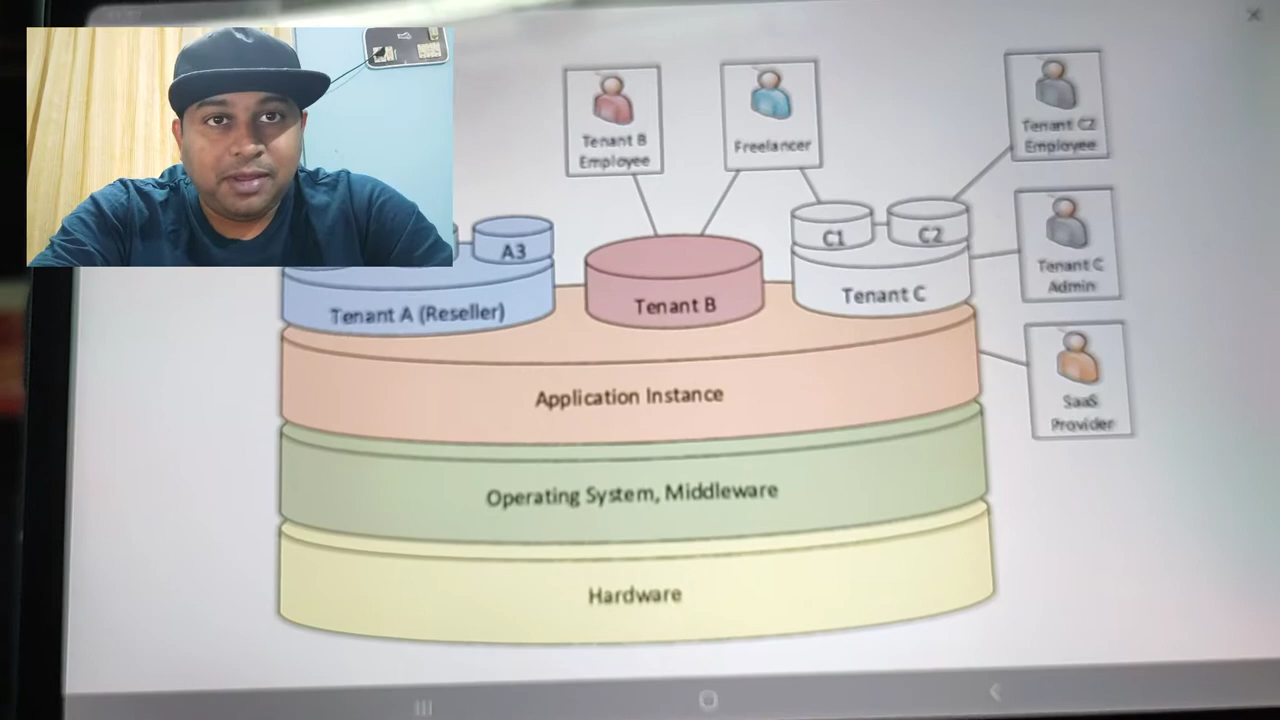 Tenant B
Employee
Freelancer
Tenant C2
Employee
A3
C1
C2
Tenant C
Admin
Tenant A (Reseller)
Tenant B
Tenant C
Application Instance
SaaS
Provider
Operating System, Middleware
Hardware